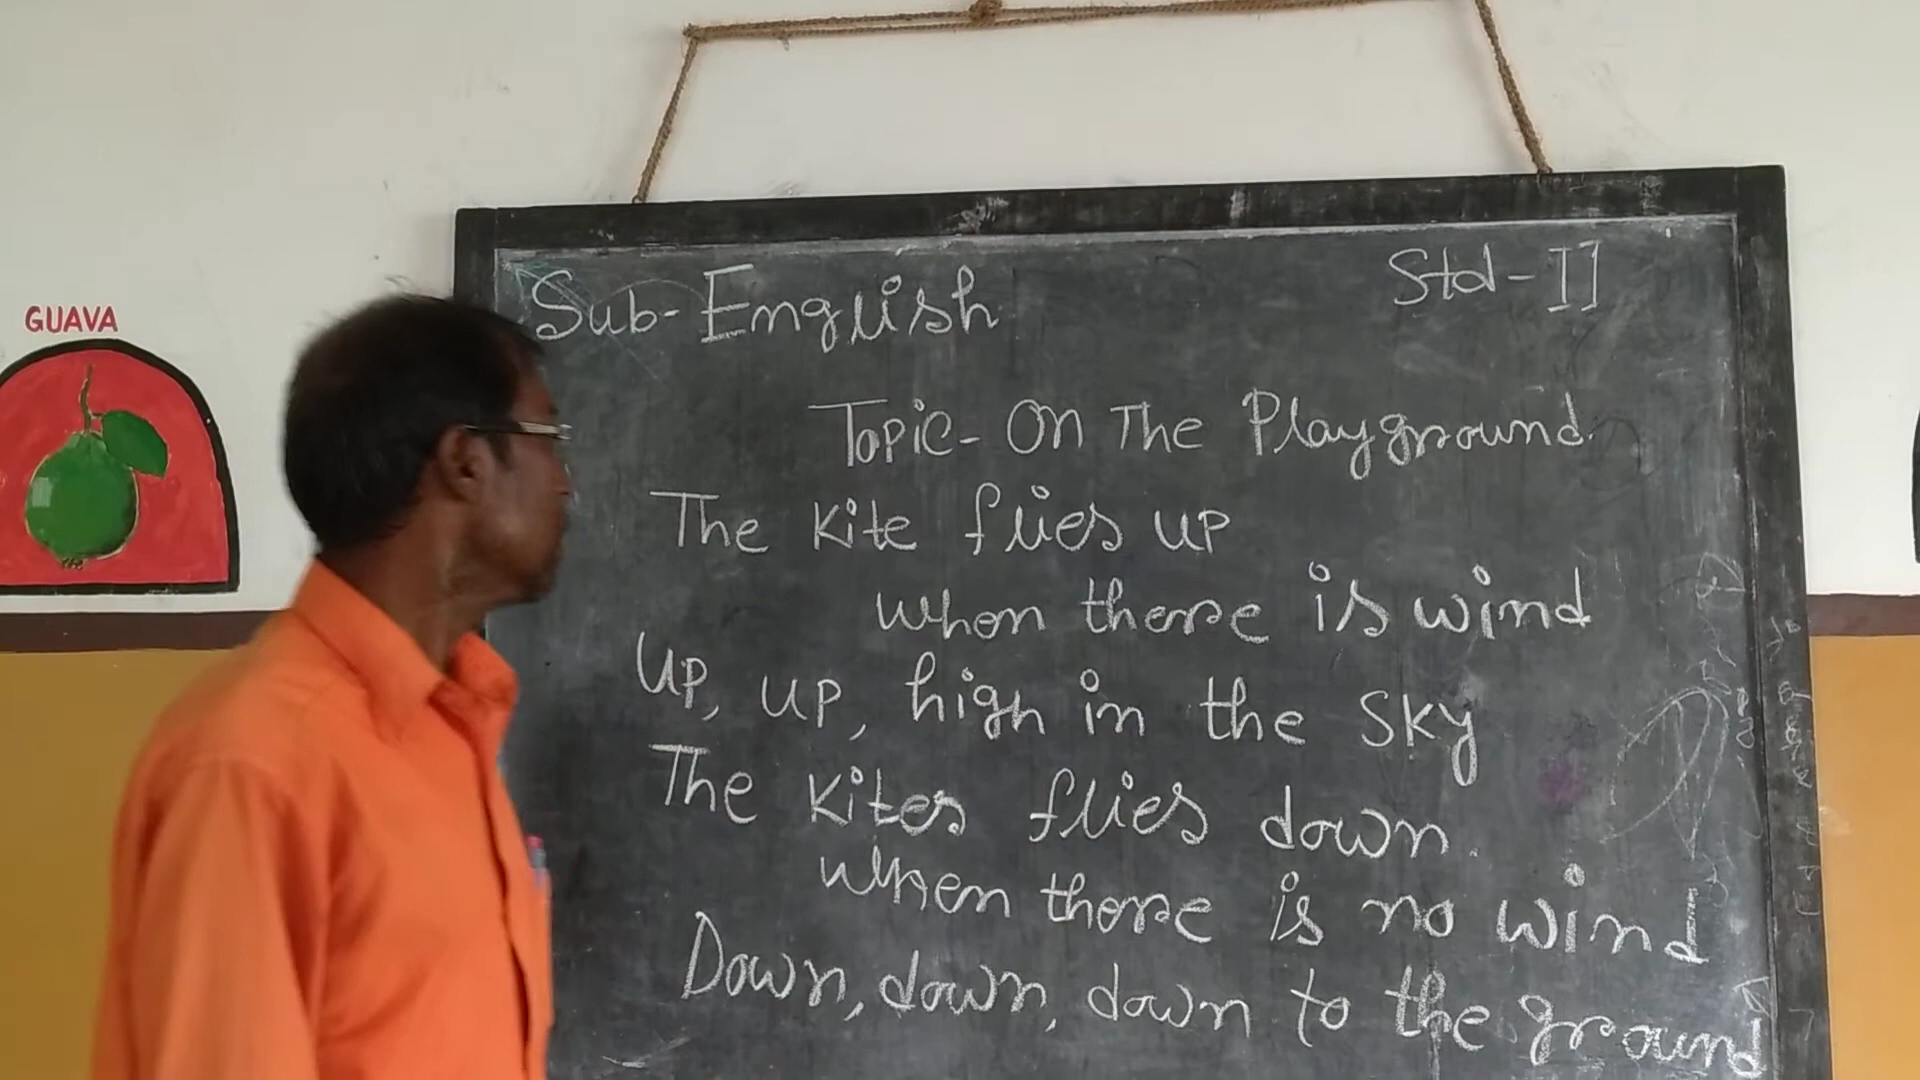 GUAVA
Sub- English
Std - II
Topic - On The Playground.
The Kite flies up
when there is wind
Up, up, high in the sky
The Kites flies down.
when there is no wind
Down, down, down to the ground